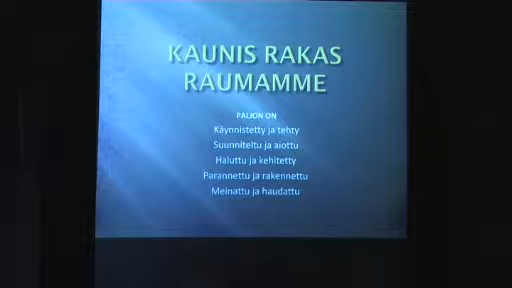 KAUNIS RAKAS
RAUMAMME
PALJON ON
Käynnistetty ja tehty
Suunniteltu ja aiottu
Haluttu ja kehitetty
Parannettu ja rakennettu
Meinattu ja haudattu